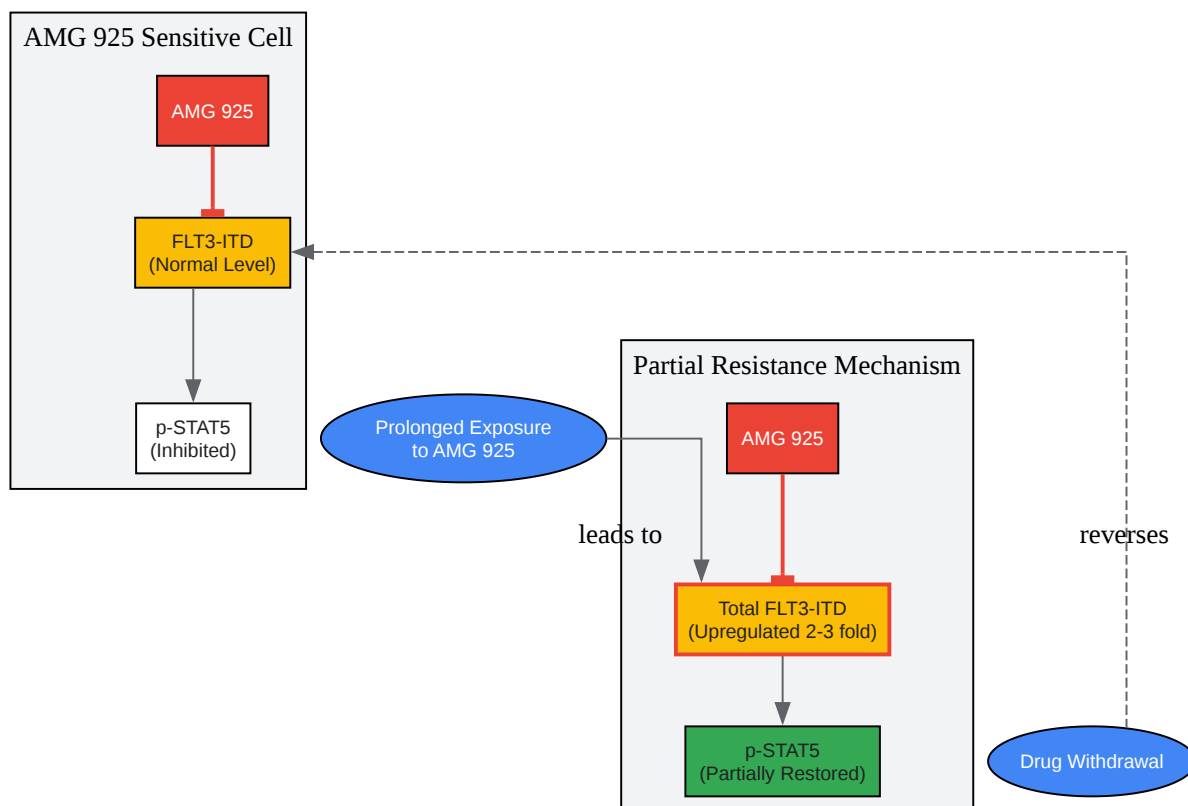 AMG 925 Sensitive Cell
AMG 925
FLT3-ITD
(Normal Level)
p-STAT5
(Inhibited)
Prolonged Exposure
to AMG 925
leads to
Partial Resistance Mechanism
AMG 925
Total FLT3-ITD
(Upregulated 2-3 fold)
p-STAT5
(Partially Restored)
reverses
Drug Withdrawal